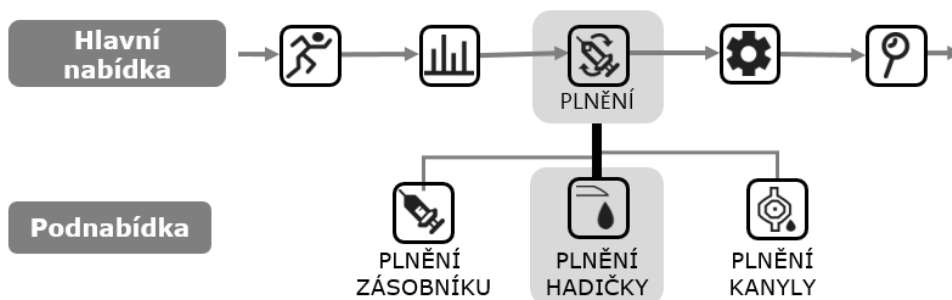 Hlavní
nabídka
PLNĚNÍ
Podnabídka
PLNĚNÍ
ZÁSOBNÍKU
PLNĚNÍ
HADIČKY
PLNĚNÍ
KANYLY